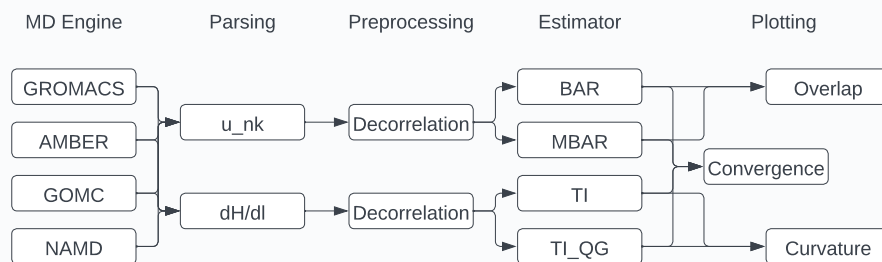 MD Engine Parsing Preprocessing Estimator Plotting
GROMACS BAR Overlap
u_nk Decorrelation
AMBER MBAR
Convergence
GOMC TI
dH/dl Decorrelation
NAMD TI_QG Curvature